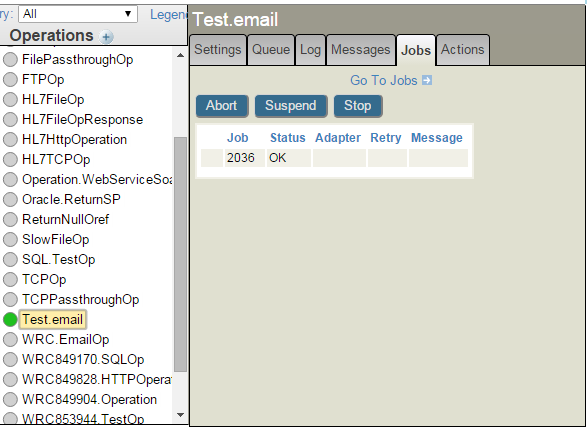 ry: All Legend
Operations
FilePassthroughOp
FTPOp
HL7FileOp
HL7FileOpResponse
HL7HttpOperation
HL7TCPOp
Operation.WebServiceSoa
Oracle.ReturnSP
ReturnNullOref
SlowFileOp
SQL.TestOp
TCPOp
TCPPassthroughOp
Test.email
WRC.EmailOp
WRC849170.SQLOp
WRC849828.HTTPOperat
WRC849904.Operation
WRC853944.TestOp
Test.email
Settings Queue Log Messages Jobs Actions
Go To Jobs
Abort Suspend Stop
Job Status Adapter Retry Message
2036 OK